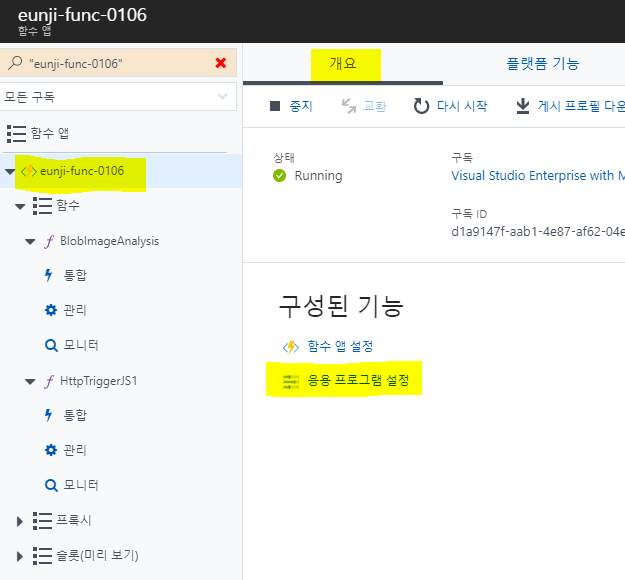 eunji-func-0106
함수 앱
"eunji-func-0106"
모든 구독
함수 앱
eunji-func-0106
함수
BlobImageAnalysis
통합
관리
모니터
HttpTriggerJS1
통합
관리
모니터
프록시
슬롯(미리 보기)
개요
플랫폼 기능
중지
교환
다시 시작
게시 프로필 다운
상태
Running
구독
Visual Studio Enterprise with M
구독 ID
d1a9147f-aab1-4e87-af62-04e
구성된 기능
함수 앱 설정
응용 프로그램 설정